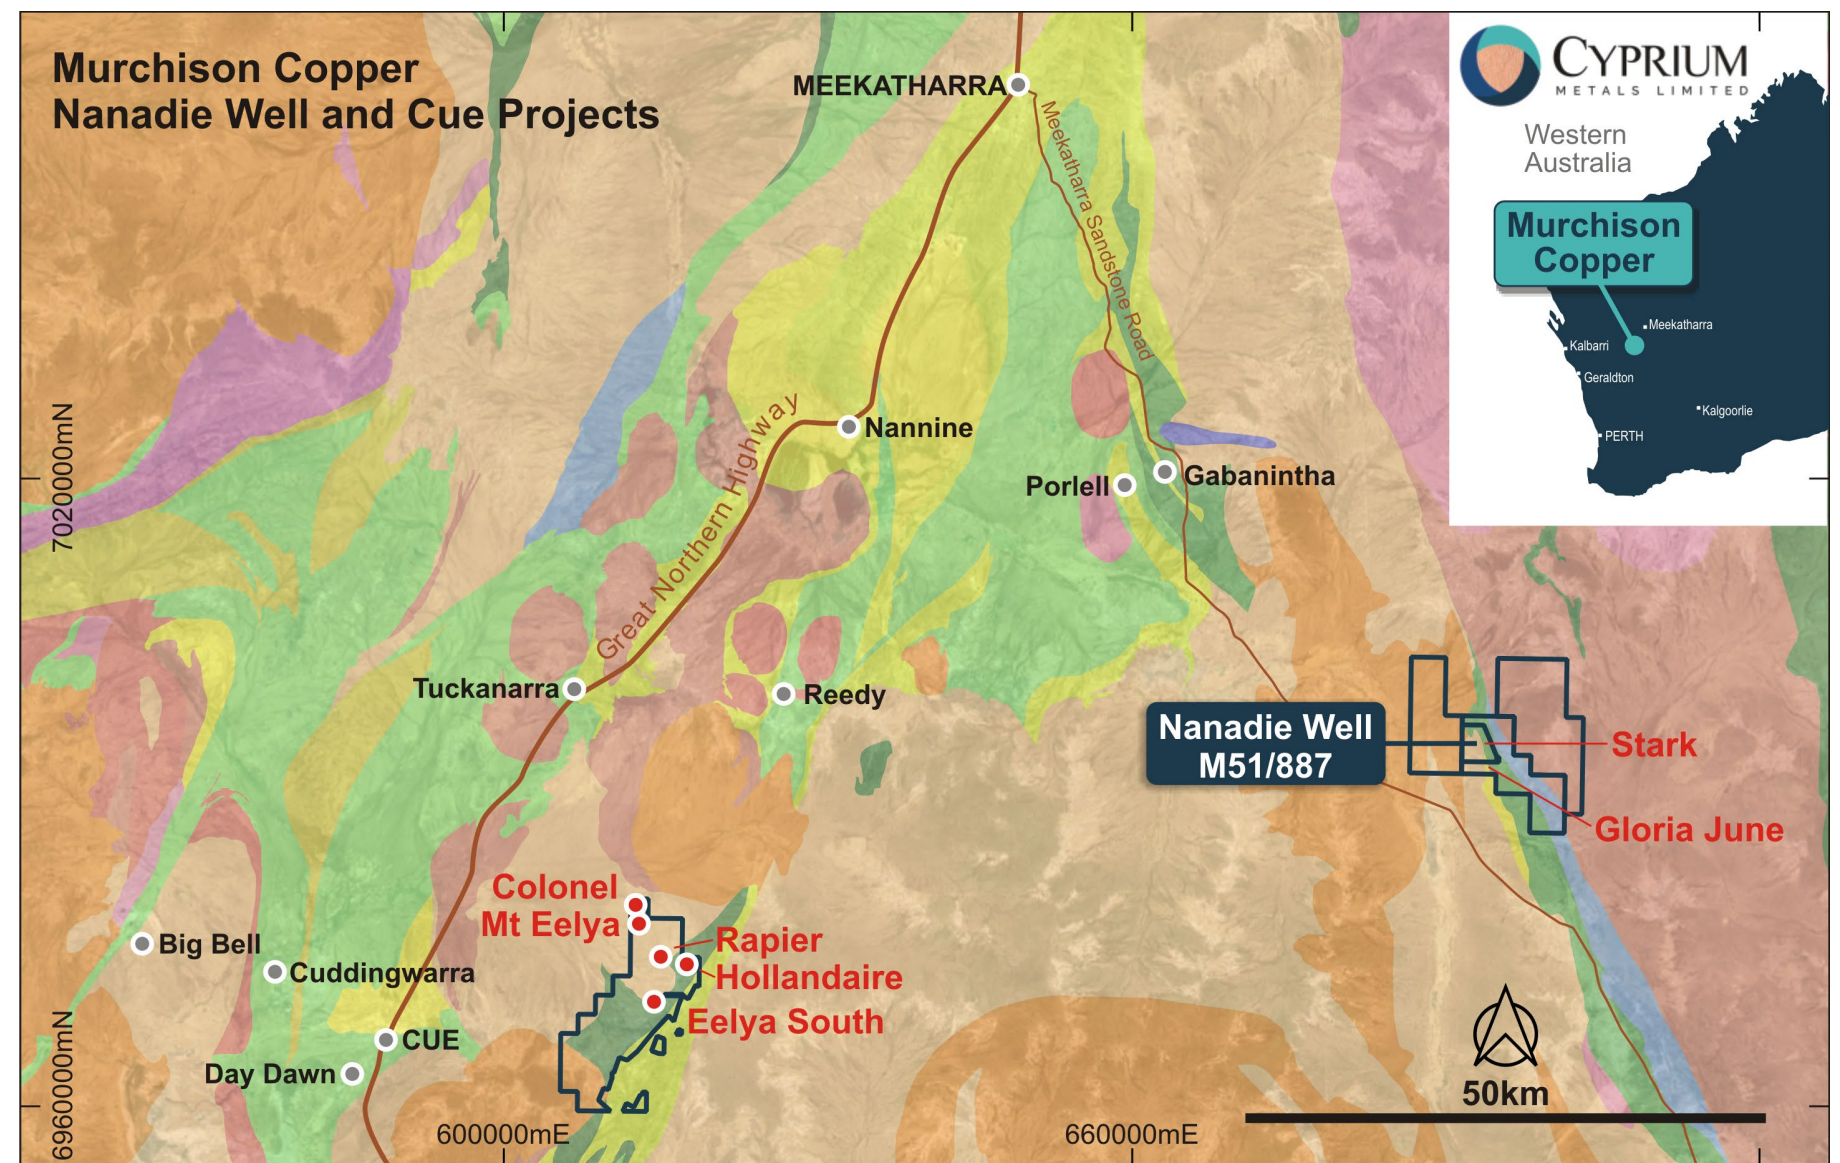 Murchison Copper
Nanadie Well and Cue Projects
MEEKATHARRA
CYPRIUM
METALS LIMITED
Western
Australia
Murchison
Copper
Meekatharra
Kalbarri
Geraldton
Kalgoorlie
PERTH
Meekatharra Sandstone Road
Great Northern Highway
Nannine
Porlell
Gabanintha
7020000mN
Tuckanarra
Reedy
Nanadie Well
M51/887
Stark
Gloria June
Colonel
Mt Eelya
Rapier
Hollandaire
Eelya South
Big Bell
Cuddingwarra
CUE
Day Dawn
6960000mN
600000mE
660000mE
50km